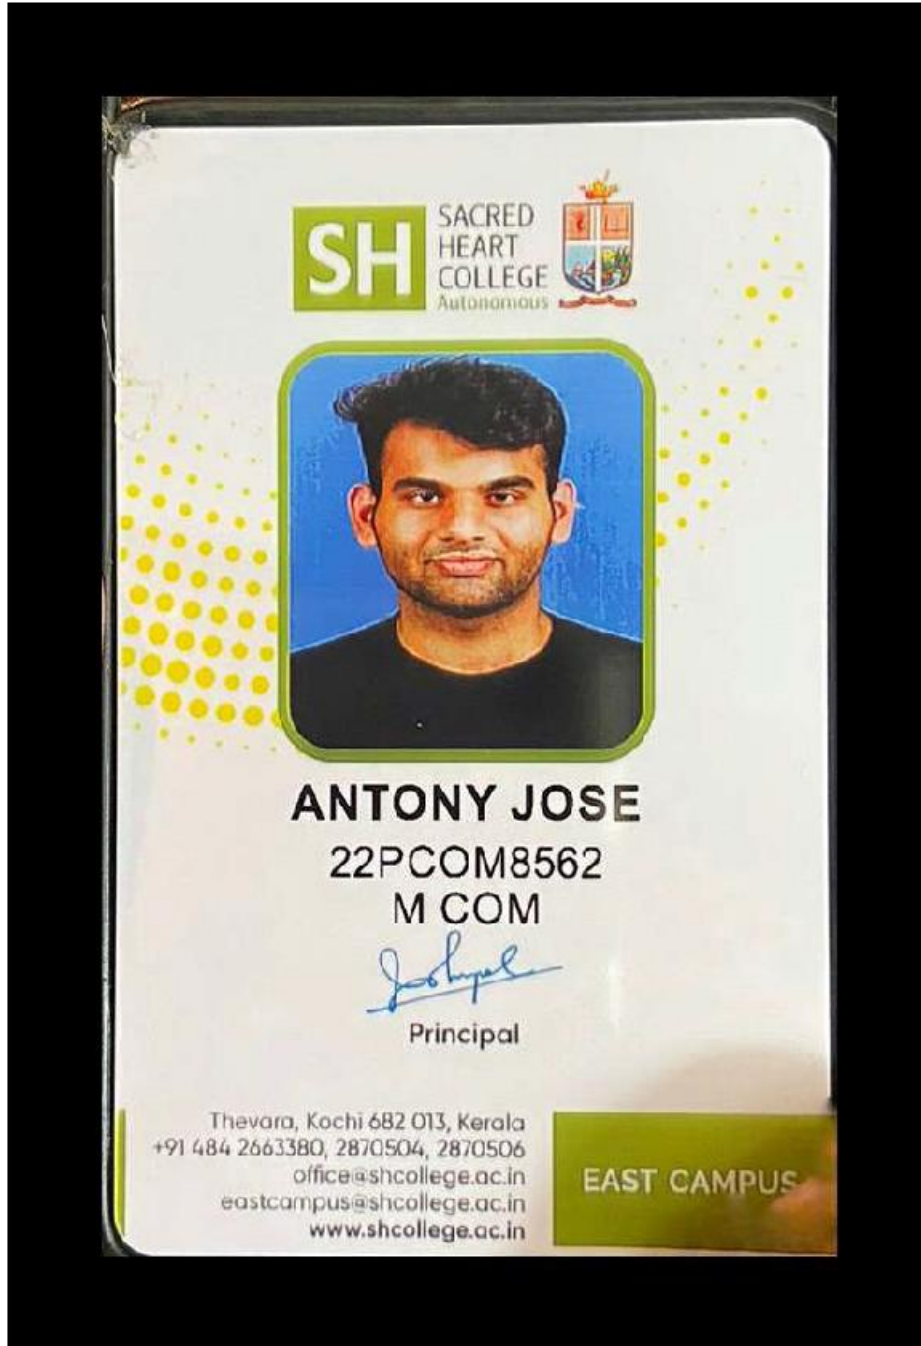 SH
SACRED
HEART
COLLEGE
Autonomous
ANTONY JOSE
22PCOM8562
M COM
Principal
Thevara, Kochi 682 013, Kerala
+91 484 2663380, 2870504, 2870506
office@shcollege.ac.in
eastcampus@shcollege.ac.in
www.shcollege.ac.in
EAST CAMPUS